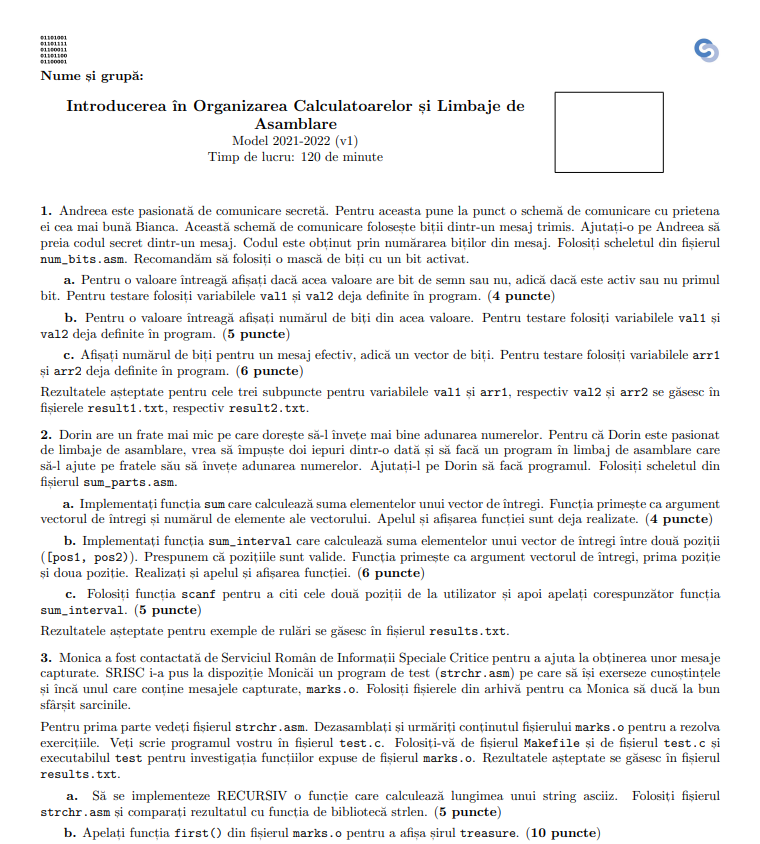 01101001
01101111
01100011
01101100
01100001
Nume și grupă:
Introducerea în Organizarea Calculatoarelor și Limbaje de
Asamblare
Model 2021-2022 (v1)
Timp de lucru: 120 de minute
1. Andreea este pasionată de comunicare secretă. Pentru aceasta pune la punct o schemă de comunicare cu prietena
ei cea mai bună Bianca. Această schemă de comunicare folosește biții dintr-un mesaj trimis. Ajutați-o pe Andreea să
preia codul secret dintr-un mesaj. Codul este obținut prin numărarea biților din mesaj. Folosiți scheletul din fișierul
num_bits.asm. Recomandăm să folosiți o mască de biți cu un bit activat.
a. Pentru o valoare întreagă afișați dacă acea valoare are bit de semn sau nu, adică dacă este activ sau nu primul
bit. Pentru testare folosiți variabilele val1 și val2 deja definite în program. (4 puncte)
b. Pentru o valoare întreagă afișați numărul de biți din acea valoare. Pentru testare folosiți variabilele val1 și
val2 deja definite în program. (5 puncte)
c. Afișați numărul de biți pentru un mesaj efectiv, adică un vector de biți. Pentru testare folosiți variabilele arr1
și arr2 deja definite în program. (6 puncte)
Rezultatele așteptate pentru cele trei subpuncte pentru variabilele val1 și arr1, respectiv val2 și arr2 se găsesc în
fișierele result1.txt, respectiv result2.txt.
2. Dorin are un frate mai mic pe care dorește să-l învețe mai bine adunarea numerelor. Pentru că Dorin este pasionat
de limbaje de asamblare, vrea să împuște doi iepuri dintr-o dată și să facă un program în limbaj de asamblare care
să-l ajute pe fratele său să învețe adunarea numerelor. Ajutați-l pe Dorin să facă programul. Folosiți scheletul din
fișierul sum_parts.asm.
a. Implementați funcția sum care calculează suma elementelor unui vector de întregi. Funcția primește ca argument
vectorul de întregi și numărul de elemente ale vectorului. Apelul și afișarea funcției sunt deja realizate. (4 puncte)
b. Implementați funcția sum_interval care calculează suma elementelor unui vector de întregi între două poziții
([pos1, pos2)). Prespunem că pozițiile sunt valide. Funcția primește ca argument vectorul de întregi, prima poziție
și doua poziție. Realizați și apelul și afișarea funcției. (6 puncte)
c. Folosiți funcția scanf pentru a citi cele două poziții de la utilizator și apoi apelați corespunzător funcția
sum_interval. (5 puncte)
Rezultatele așteptate pentru exemple de rulări se găsesc în fișierul results.txt.
3. Monica a fost contactată de Serviciul Român de Informații Speciale Critice pentru a ajuta la obținerea unor mesaje
capturate. SRISC i-a pus la dispoziție Monicăi un program de test (strchr.asm) pe care să își exerseze cunoștințele
și încă unul care conține mesajele capturate, marks.o. Folosiți fișierele din arhivă pentru ca Monica să ducă la bun
sfârșit sarcinile.
Pentru prima parte vedeți fișierul strchr.asm. Dezasamblați și urmăriți conținutul fișierului marks.o pentru a rezolva
exercițiile. Veți scrie programul vostru în fișierul test.c. Folosiți-vă de fișierul Makefile și de fișierul test.c și
executabilul test pentru investigația funcțiilor expuse de fișierul marks.o. Rezultatele așteptate se găsesc în fișierul
results.txt.
a. Să se implementeze RECURSIV o funcție care calculează lungimea unui string asciiz. Folosiți fișierul
strchr.asm și comparați rezultatul cu funcția de bibliotecă strlen. (5 puncte)
b. Apelați funcția first() din fișierul marks.o pentru a afișa șirul treasure. (10 puncte)